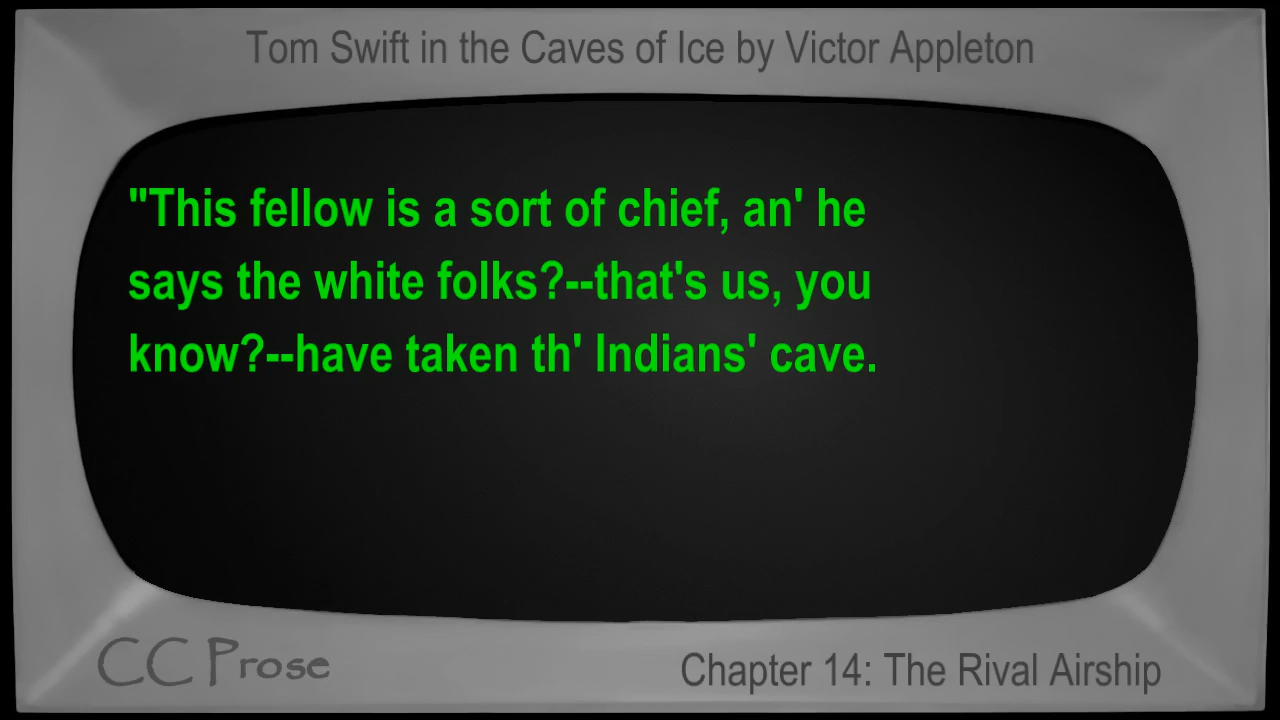 Tom Swift in the Caves of Ice by Victor Appleton
"This fellow is a sort of chief, an' he
says the white folks?--that's us, you
know?--have taken th' Indians' cave.
CC Prose
Chapter 14: The Rival Airship